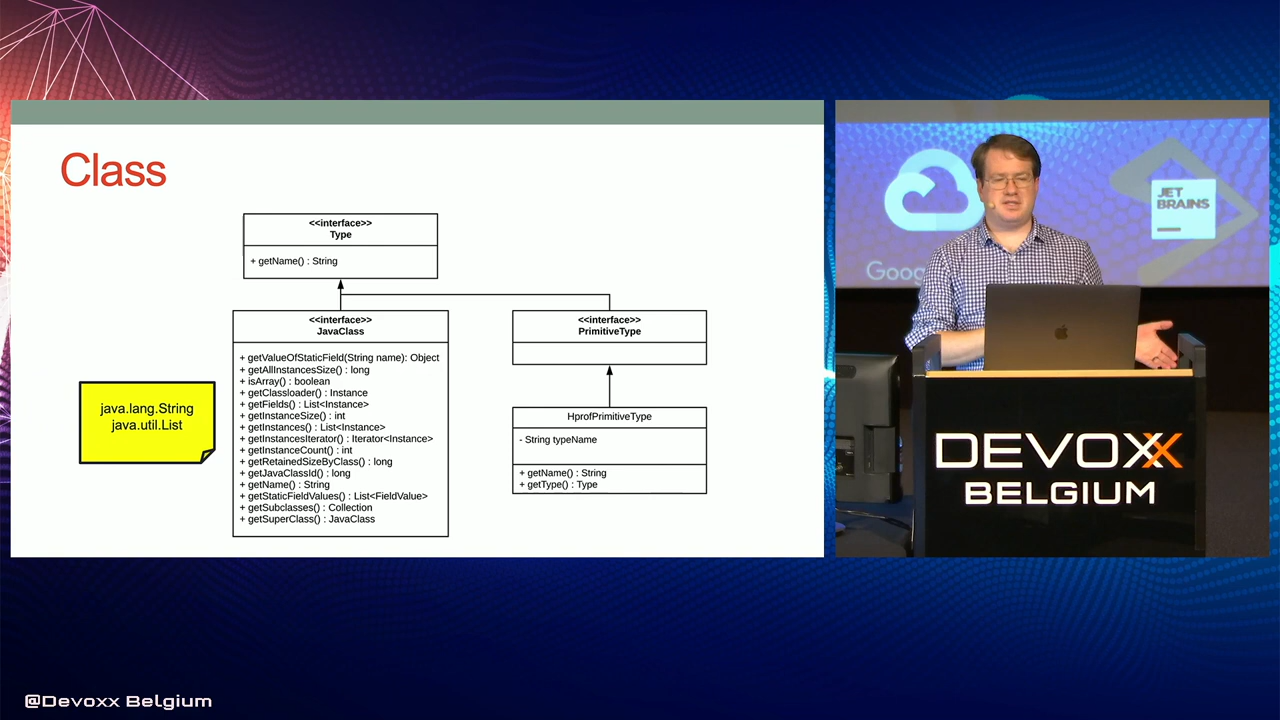 Class
<<interface>>
Type
+ getName() : String
<<interface>>
JavaClass
+ getValueOfStaticField(String name): Object
+ getAllInstancesSize() : long
+ isArray() : boolean
+ getClassloader() : Instance
+ getFields() : List<Instance>
+ getInstanceSize() : int
+ getInstances() : List<Instance>
+ getInstancesIterator() : Iterator<Instance>
+ getInstanceCount() : int
+ getRetainedSizeByClass() : long
+ getJavaClassId() : long
+ getName() : String
+ getStaticFieldValues() : List<FieldValue>
+ getSubclasses() : Collection
+ getSuperClass() : JavaClass
<<interface>>
PrimitiveType
HprofPrimitiveType
- String typeName
+ getName() : String
+ getType() : Type
java.lang.String
java.util.List
JET
BRAINS
Goog
DEVOXX
BELGIUM
@Devoxx Belgium